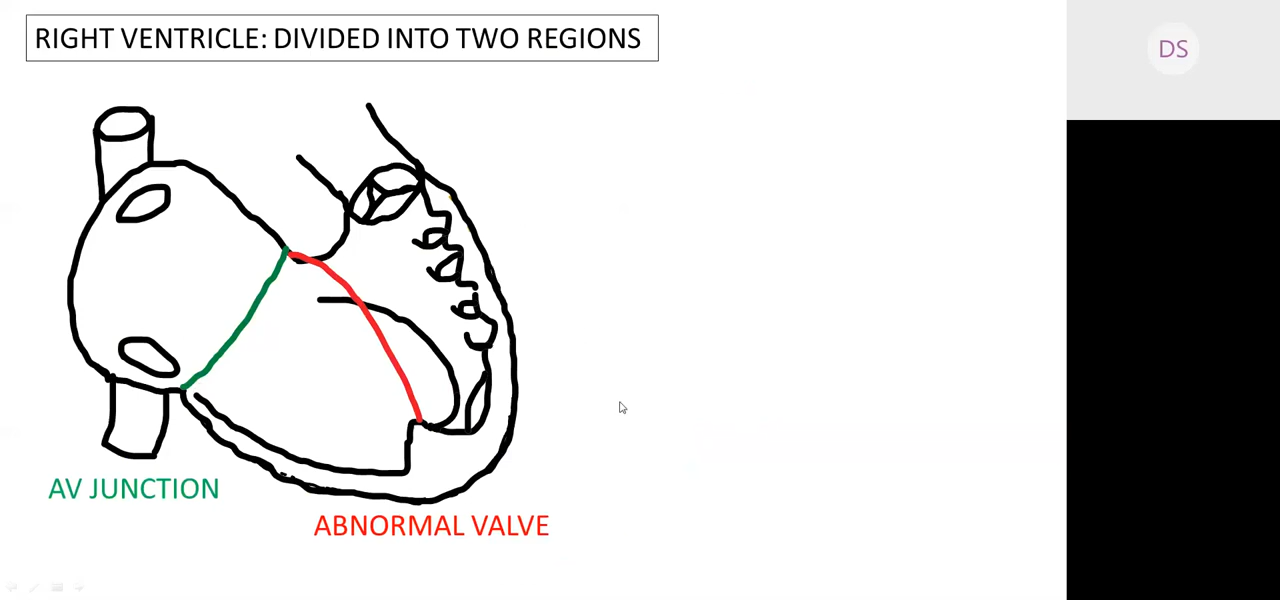 RIGHT VENTRICLE: DIVIDED INTO TWO REGIONS
DS
AV JUNCTION
ABNORMAL VALVE